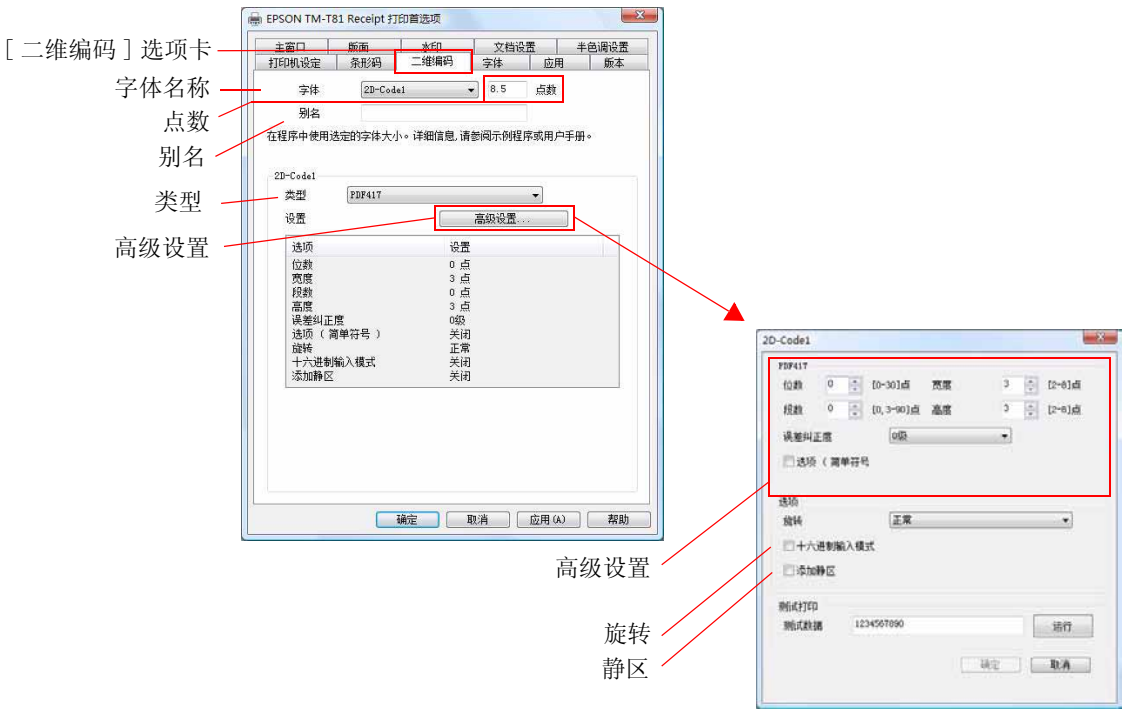 EPSON TM-T81 Receipt 打印首选项
主窗口 版面 水印 文档设置 半色调设置
打印机设定 条形码 二维编码 字体 应用 版本
[ 二维编码 ] 选项卡
字体名称
点数
别名
类型
高级设置
字体 2D-Code1 8.5 点数
别名
在程序中使用选定的字体大小。详细信息,请参阅示例程序或用户手册。
2D-Code1
类型 PDF417
设置 高级设置...
选项 设置
位数 0 点
宽度 3 点
段数 0 点
高度 3 点
误差纠正度 0级
选项 ( 简单符号 ) 关闭
旋转 正常
十六进制输入模式 关闭
添加静区 关闭
确定 取消 应用(A) 帮助
2D-Code1
PDF417
位数 0 [0-30]点 宽度 3 [2-8]点
段数 0 [0,3-90]点 高度 3 [2-8]点
误差纠正度 0级
选项 ( 简单符号
选项
旋转 正常
十六进制输入模式
添加静区
测试打印
测试数据 1234567890 运行
确定 取消
高级设置
旋转
静区